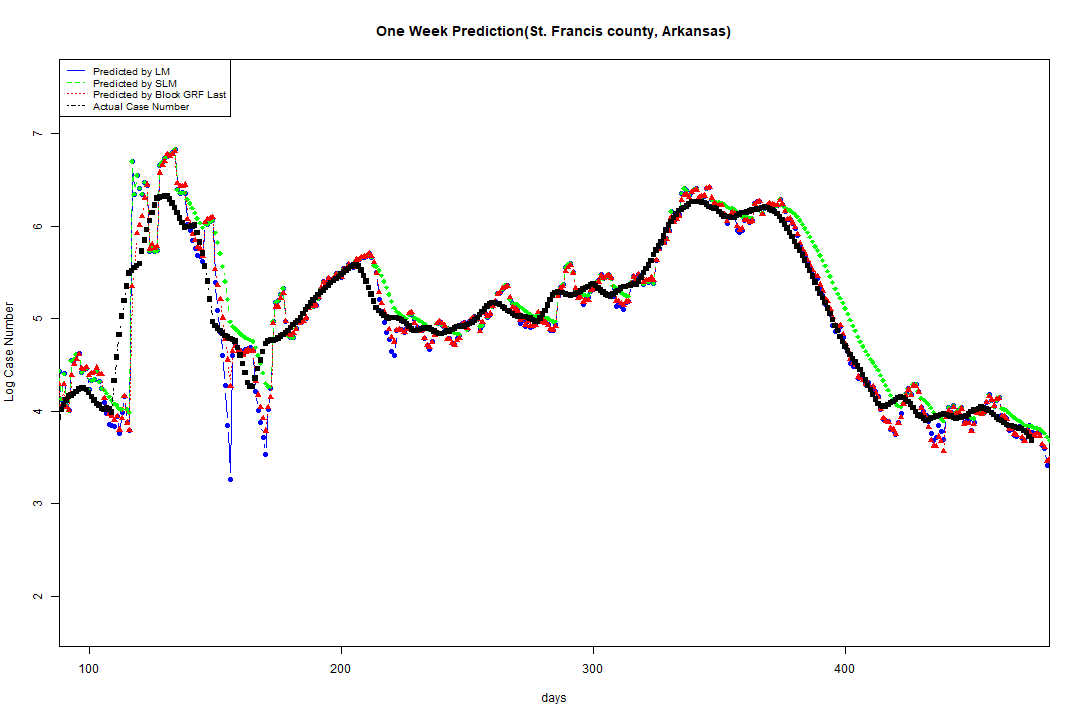 One Week Prediction(St. Francis county, Arkansas)
Predicted by LM
Predicted by SLM
Predicted by Block GRF Last
Actual Case Number
7
6
5
4
3
2
Log Case Number
100 200 300 400
days